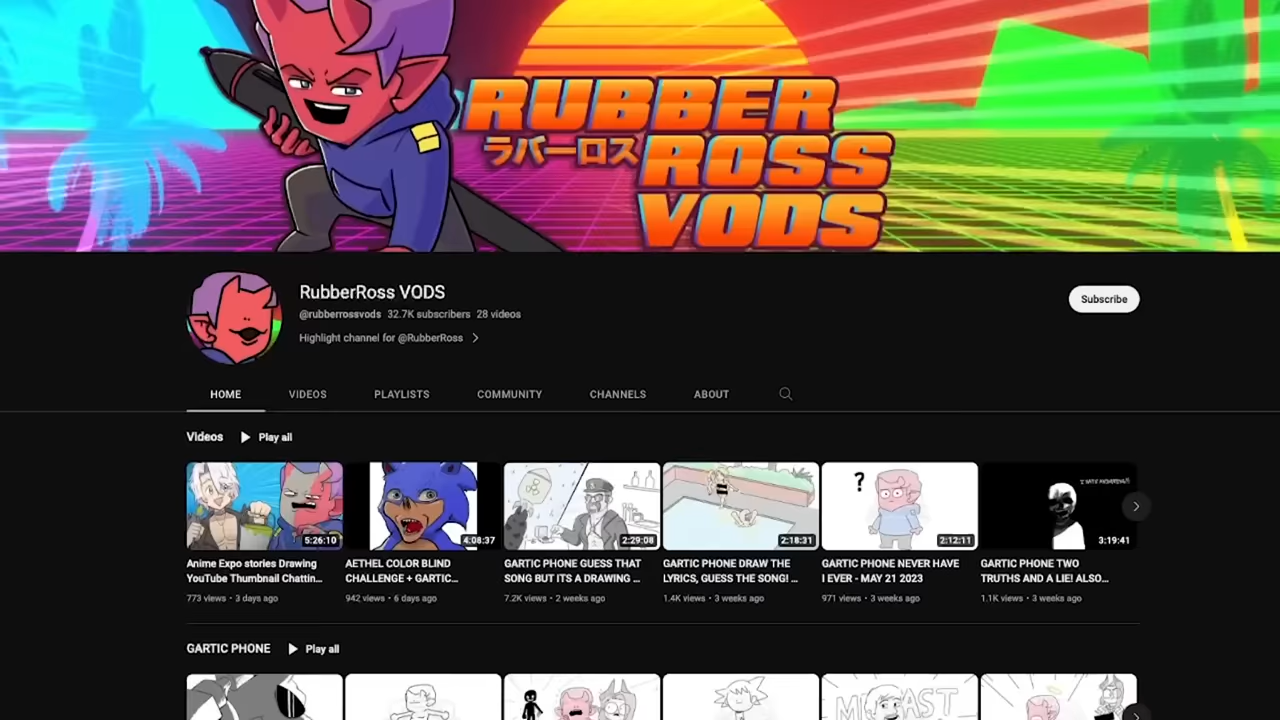 RUBBER
ラバーロス ROSS
VODS
RubberRoss VODS
@rubberrossvods 32.7K subscribers 28 videos
Highlight channel for @RubberRoss
Subscribe
HOME VIDEOS PLAYLISTS COMMUNITY CHANNELS ABOUT
Videos Play all
?
5:26:10 4:08:37 2:29:08 2:18:31 2:12:11 3:19:41
Anime Expo stories Drawing
YouTube Thumbnail Chattin...
773 views • 3 days ago
AETHEL COLOR BLIND
CHALLENGE + GARTIC...
942 views • 6 days ago
GARTIC PHONE GUESS THAT
SONG BUT ITS A DRAWING ...
7.2K views • 2 weeks ago
GARTIC PHONE DRAW THE
LYRICS, GUESS THE SONG! ...
1.4K views • 3 weeks ago
GARTIC PHONE NEVER HAVE
I EVER - MAY 21 2023
971 views • 3 weeks ago
GARTIC PHONE TWO
TRUTHS AND A LIE! ALSO...
1.1K views • 3 weeks ago
GARTIC PHONE Play all